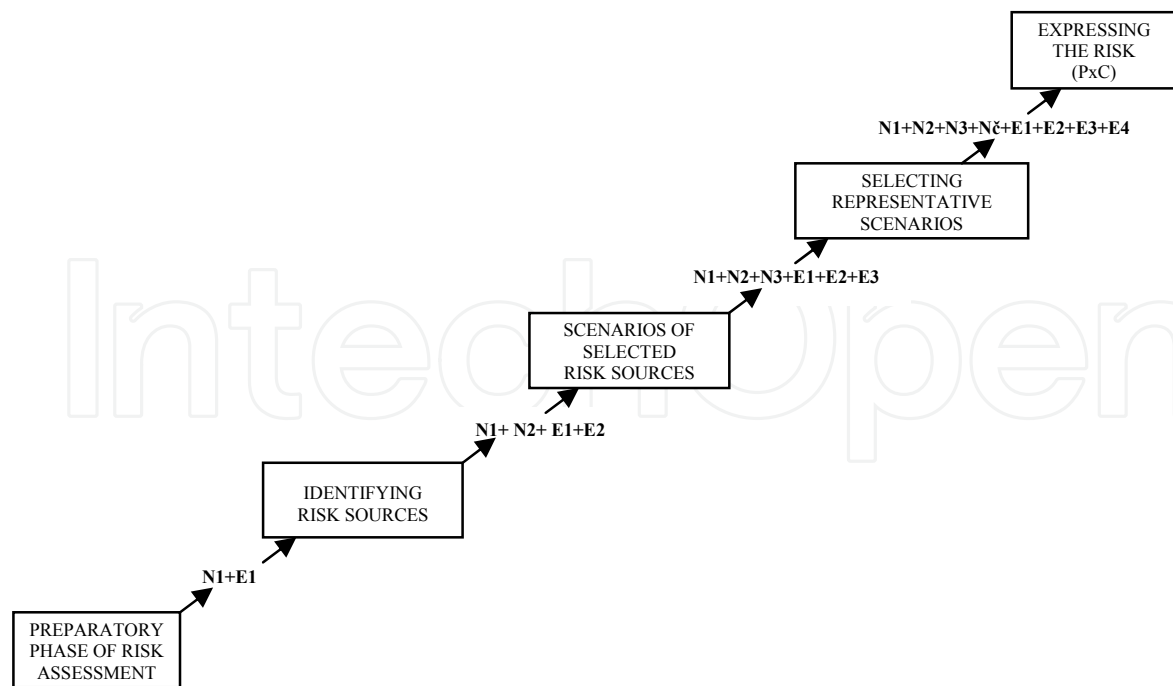 EXPRESSING
THE RISK
(PxC)
N1+N2+N3+Nč+E1+E2+E3+E4
SELECTING
REPRESENTATIVE
SCENARIOS
N1+N2+N3+E1+E2+E3
SCENARIOS OF
SELECTED
RISK SOURCES
IntechOpen
N1+ N2+ E1+E2
IDENTIFYING
RISK SOURCES
N1+E1
PREPARATORY
PHASE OF RISK
ASSESSMENT